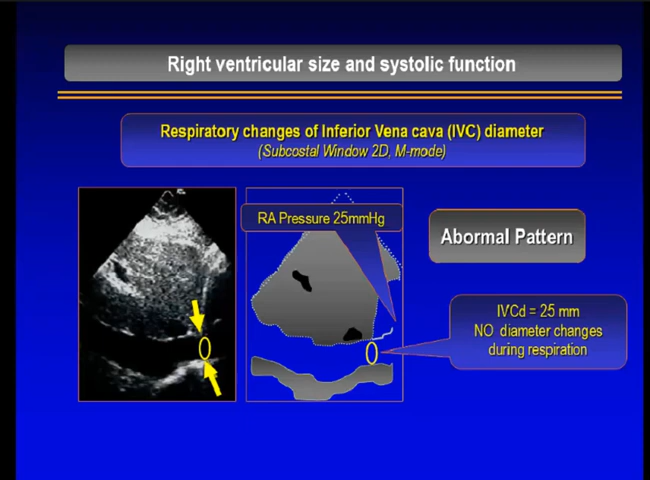 Right ventricular size and systolic function
Respiratory changes of Inferior Vena cava (IVC) diameter
(Subcostal Window 2D, M-mode)
RA Pressure 25mmHg
Abormal Pattern
IVCd = 25 mm
NO diameter changes
during respiration